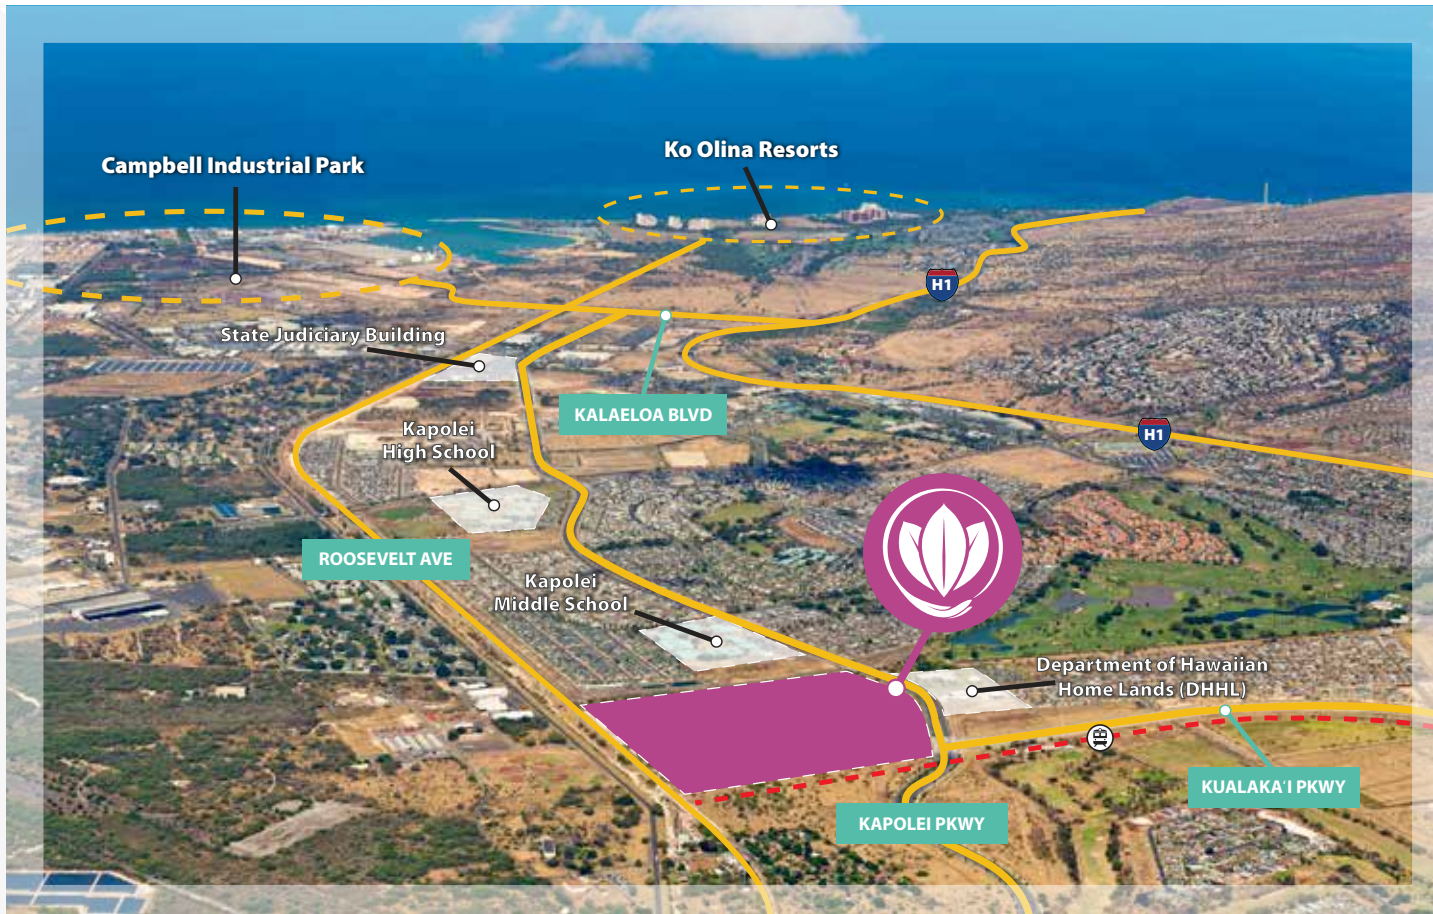 Ko Olina Resorts
Campbell Industrial Park
H1
State Judiciary Building
KALAELOA BLVD
Kapolei
High School
H1
ROOSEVELT AVE
Kapolei
Middle School
Department of Hawaiian
Home Lands (DHHL)
KUALAKAʻI PKWY
KAPOLEI PKWY